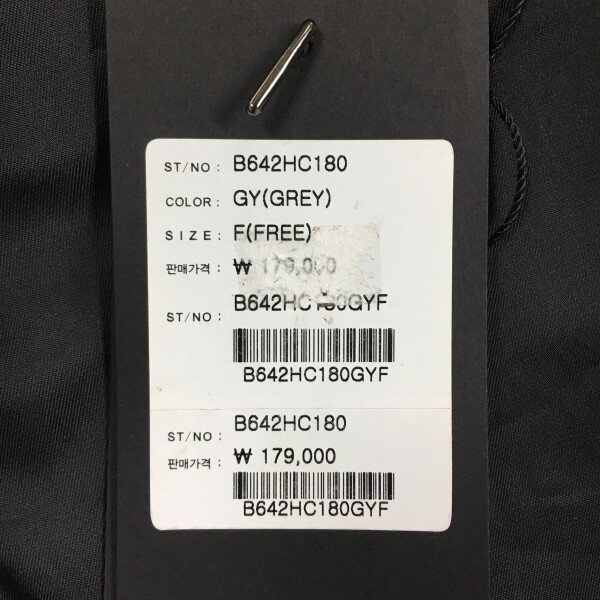 ST/NO : B642HC180
COLOR : GY(GREY)
SIZE : F(FREE)
판매가격 : ₩ 179,000
ST/NO : B642HC180GYF
B642HC180GYF
ST/NO : B642HC180
판매가격 : ₩ 179,000
B642HC180GYF